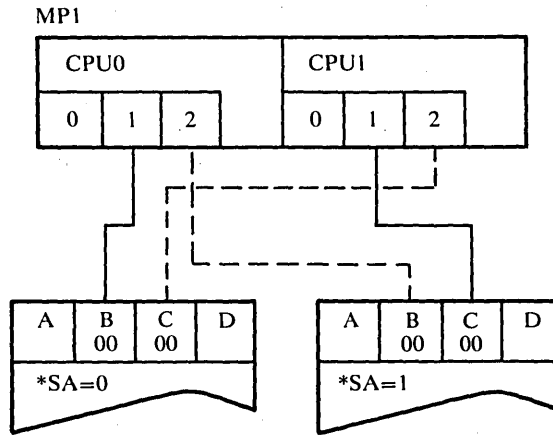 MP1
CPU0 CPU1
0 1 2 0 1 2
A B C D A B C D
00 00 00 00
*SA=0 *SA=1